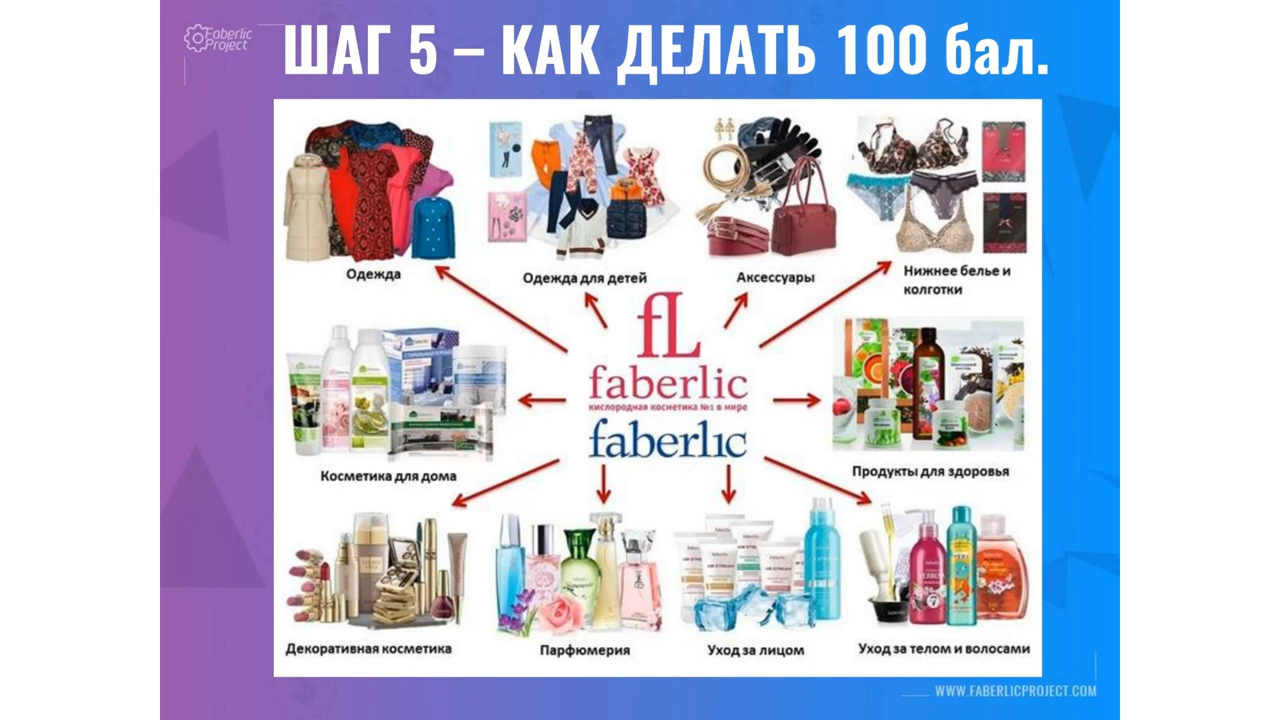 Faberlic
Project
ШАГ 5 – КАК ДЕЛАТЬ 100 бал.
Одежда
Одежда для детей
Аксессуары
Нижнее белье и
колготки
fL
faberlic
кислородная косметика №1 в мире
faberlic
Косметика для дома
Продукты для здоровья
Декоративная косметика
Парфюмерия
Уход за лицом
Уход за телом и волосами
WWW.FABERLICPROJECT.COM